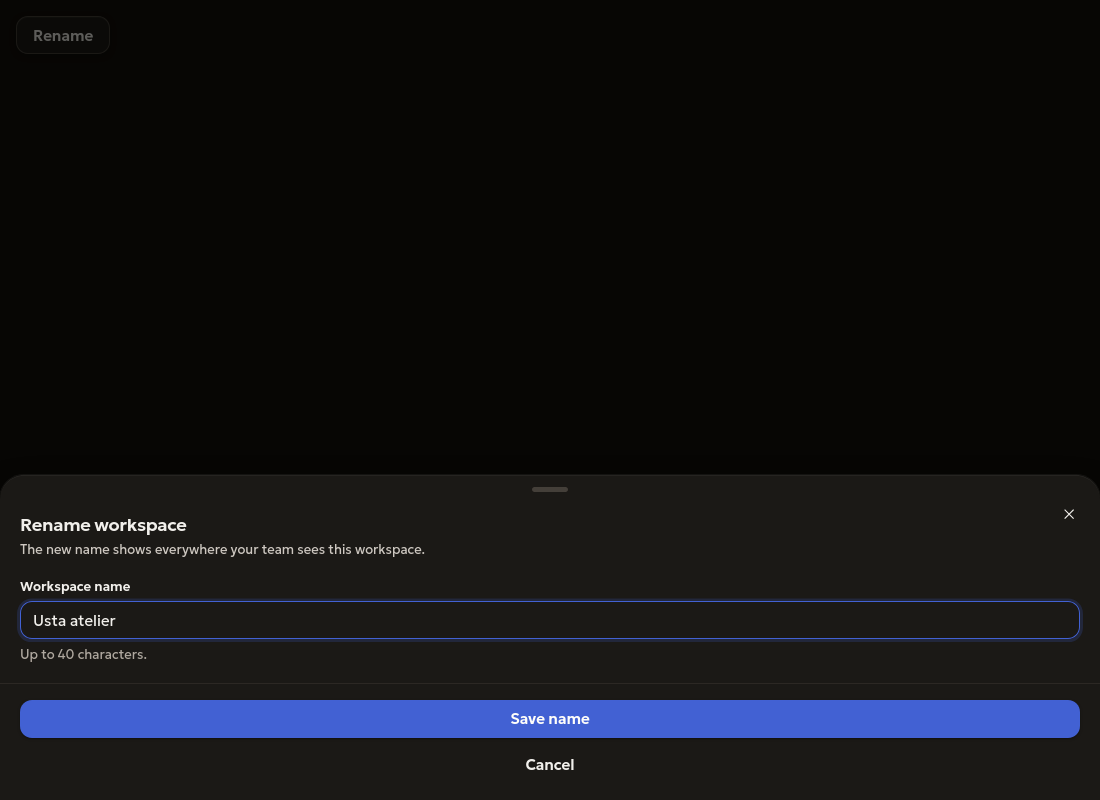 Rename
Rename workspace
The new name shows everywhere your team sees this workspace.
Workspace name
Usta atelier
Up to 40 characters.
Save name
Cancel